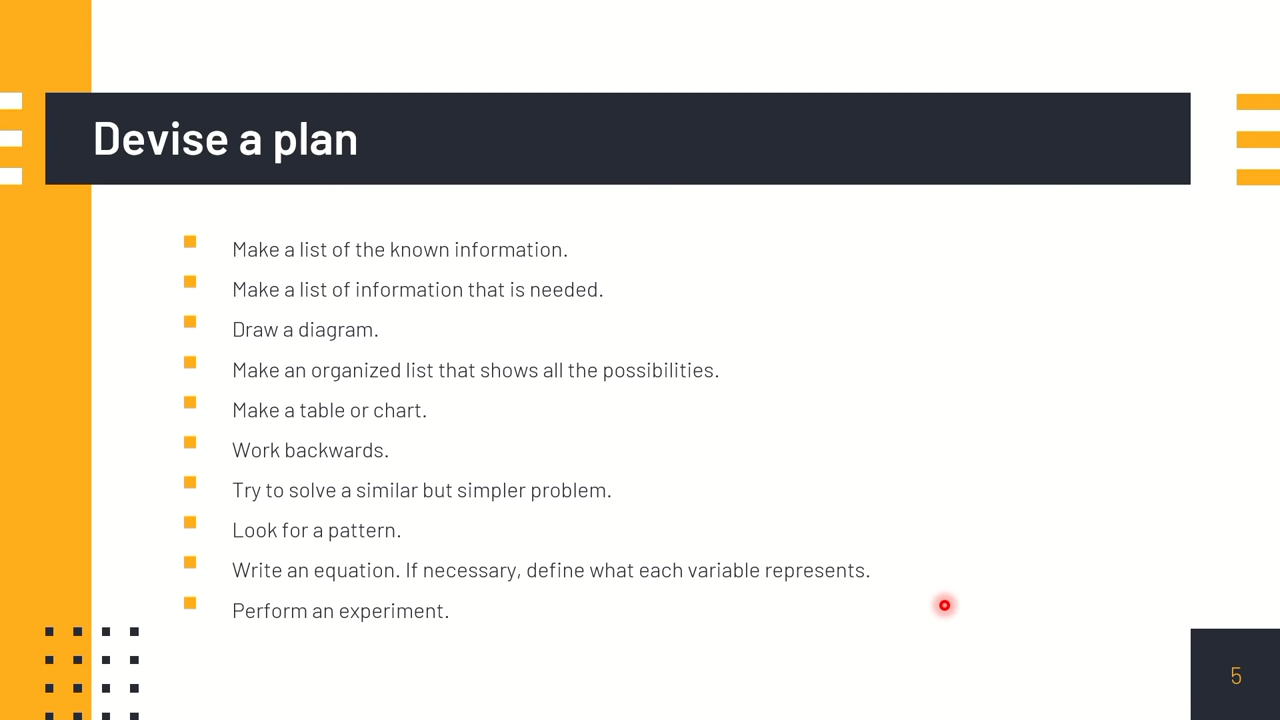 Devise a plan
Make a list of the known information.
Make a list of information that is needed.
Draw a diagram.
Make an organized list that shows all the possibilities.
Make a table or chart.
Work backwards.
Try to solve a similar but simpler problem.
Look for a pattern.
Write an equation. If necessary, define what each variable represents.
Perform an experiment.
5